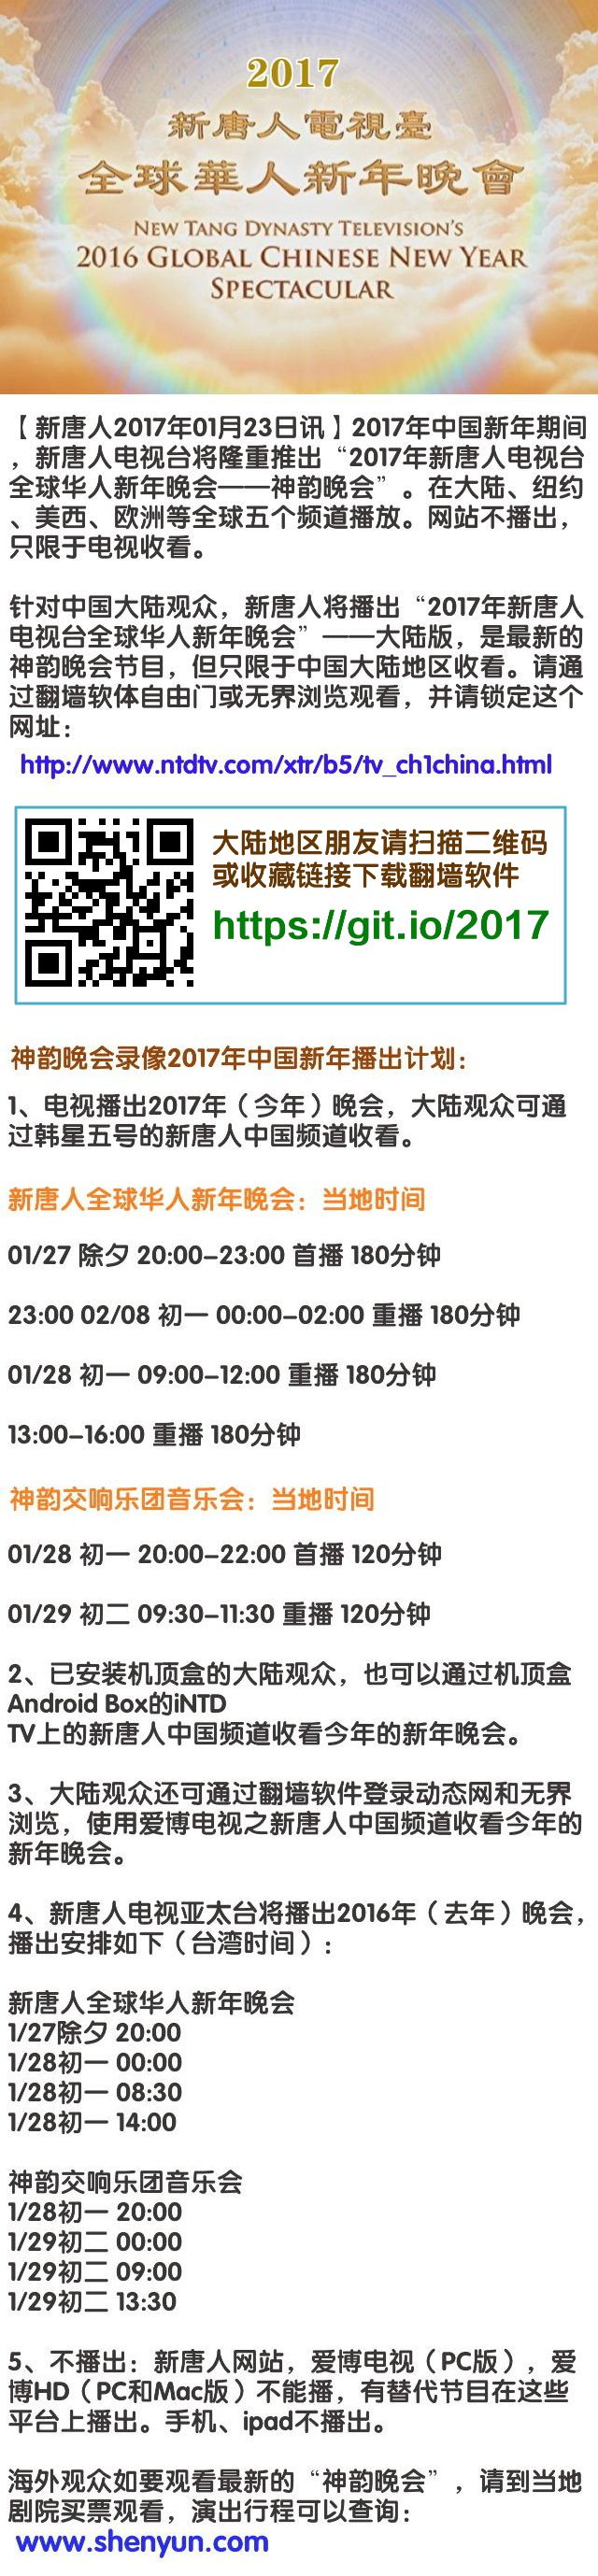 2017
新唐人電視臺
全球華人新年晚會
NEW TANG DYNASTY TELEVISION'S
2016 GLOBAL CHINESE NEW YEAR
SPECTACULAR
【新唐人2017年01月23日讯】2017年中国新年期间
，新唐人电视台将隆重推出“2017年新唐人电视台
全球华人新年晚会——神韵晚会”。在大陆、纽约
、美西、欧洲等全球五个频道播放。网站不播出，
只限于电视收看。
针对中国大陆观众，新唐人将播出“2017年新唐人
电视台全球华人新年晚会”——大陆版，是最新的
神韵晚会节目，但只限于中国大陆地区收看。请通
过翻墙软体自由门或无界浏览观看，并请锁定这个
网址：
http://www.ntdtv.com/xtr/b5/tv_ch1china.html
大陆地区朋友请扫描二维码
或收藏链接下载翻墙软件
https://git.io/2017
神韵晚会录像2017年中国新年播出计划：
1、电视播出2017年（今年）晚会，大陆观众可通
过韩星五号的新唐人中国频道收看。
新唐人全球华人新年晚会：当地时间
01/27 除夕 20:00-23:00 首播 180分钟
23:00 02/08 初一 00:00-02:00 重播 180分钟
01/28 初一 09:00-12:00 重播 180分钟
13:00-16:00 重播 180分钟
神韵交响乐团音乐会：当地时间
01/28 初一 20:00-22:00 首播 120分钟
01/29 初二 09:30-11:30 重播 120分钟
2、已安装机顶盒的大陆观众，也可以通过机顶盒
Android Box的iNTD
TV上的新唐人中国频道收看今年的新年晚会。
3、大陆观众还可通过翻墙软件登录动态网和无界
浏览，使用爱博电视之新唐人中国频道收看今年的
新年晚会。
4、新唐人电视亚太台将播出2016年（去年）晚会，
播出安排如下（台湾时间）：
新唐人全球华人新年晚会
1/27除夕 20:00
1/28初一 00:00
1/28初一 08:30
1/28初一 14:00
神韵交响乐团音乐会
1/28初一 20:00
1/29初二 00:00
1/29初二 09:00
1/29初二 13:30
5、不播出：新唐人网站，爱博电视（PC版），爱
博HD（PC和Mac版）不能播，有替代节目在这些
平台上播出。手机、ipad不播出。
海外观众如要观看最新的“神韵晚会”，请到当地
剧院买票观看，演出行程可以查询：
www.shenyun.com